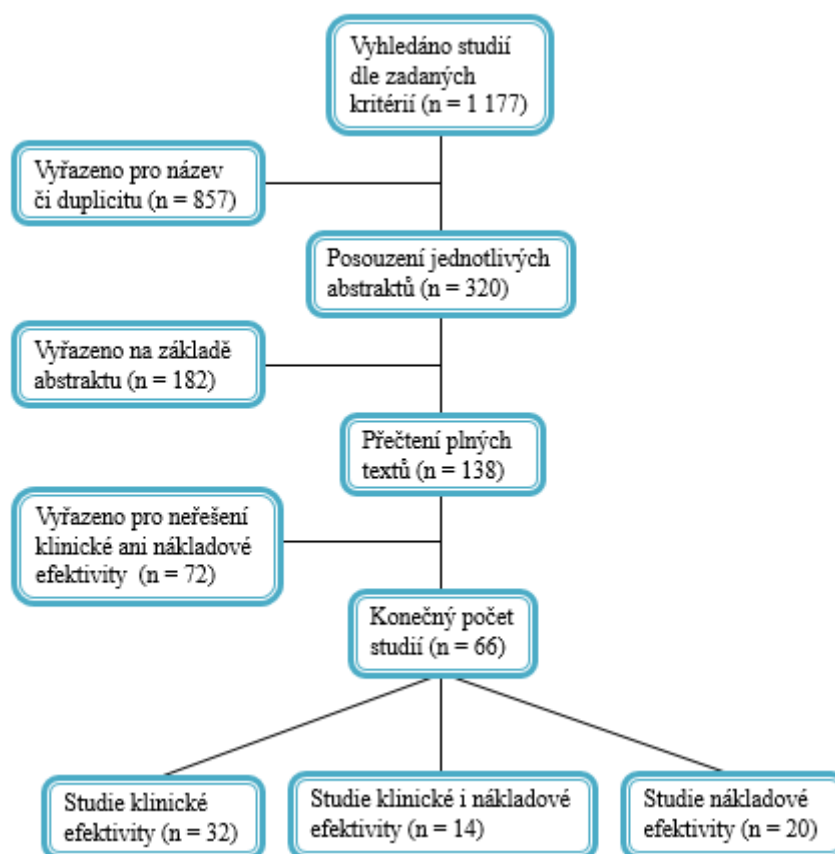 Vyhledáno studií
dle zadaných
kritérií (n = 1 177)
Vyřazeno pro název
či duplicitu (n = 857)
Posouzení jednotlivých
abstraktů (n = 320)
Vyřazeno na základě
abstraktu (n = 182)
Přečtení plných
textů (n = 138)
Vyřazeno pro neřešení
klinické ani nákladové
efektivity (n = 72)
Konečný počet
studií (n = 66)
Studie klinické
efektivity (n = 32)
Studie klinické i nákladové
efektivity (n = 14)
Studie nákladové
efektivity (n = 20)